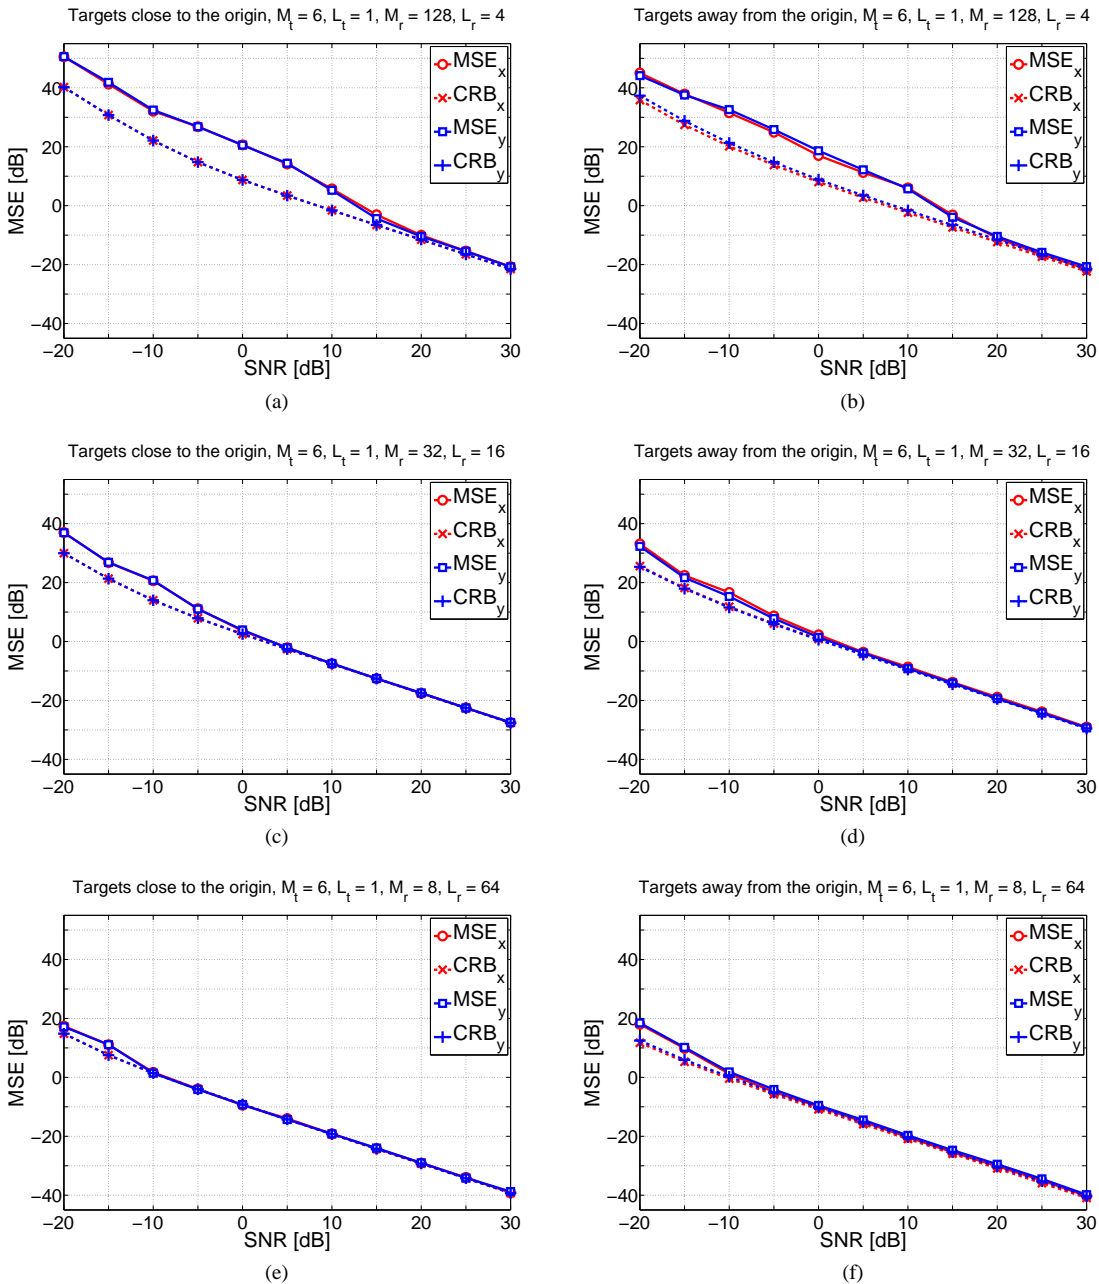 Targets close to the origin, M_t = 6, L_t = 1, M_r = 128, L_r = 4
MSE [dB]
40
20
0
−20
−40
−20
−10
0
10
20
30
SNR [dB]
MSE_x
CRB_x
MSE_y
CRB_y
(a)
Targets away from the origin, M_t = 6, L_t = 1, M_r = 128, L_r = 4
MSE [dB]
40
20
0
−20
−40
−20
−10
0
10
20
30
SNR [dB]
MSE_x
CRB_x
MSE_y
CRB_y
(b)
Targets close to the origin, M_t = 6, L_t = 1, M_r = 32, L_r = 16
MSE [dB]
40
20
0
−20
−40
−20
−10
0
10
20
30
SNR [dB]
MSE_x
CRB_x
MSE_y
CRB_y
(c)
Targets away from the origin, M_t = 6, L_t = 1, M_r = 32, L_r = 16
MSE [dB]
40
20
0
−20
−40
−20
−10
0
10
20
30
SNR [dB]
MSE_x
CRB_x
MSE_y
CRB_y
(d)
Targets close to the origin, M_t = 6, L_t = 1, M_r = 8, L_r = 64
MSE [dB]
40
20
0
−20
−40
−20
−10
0
10
20
30
SNR [dB]
MSE_x
CRB_x
MSE_y
CRB_y
(e)
Targets away from the origin, M_t = 6, L_t = 1, M_r = 8, L_r = 64
MSE [dB]
40
20
0
−20
−40
−20
−10
0
10
20
30
SNR [dB]
MSE_x
CRB_x
MSE_y
CRB_y
(f)